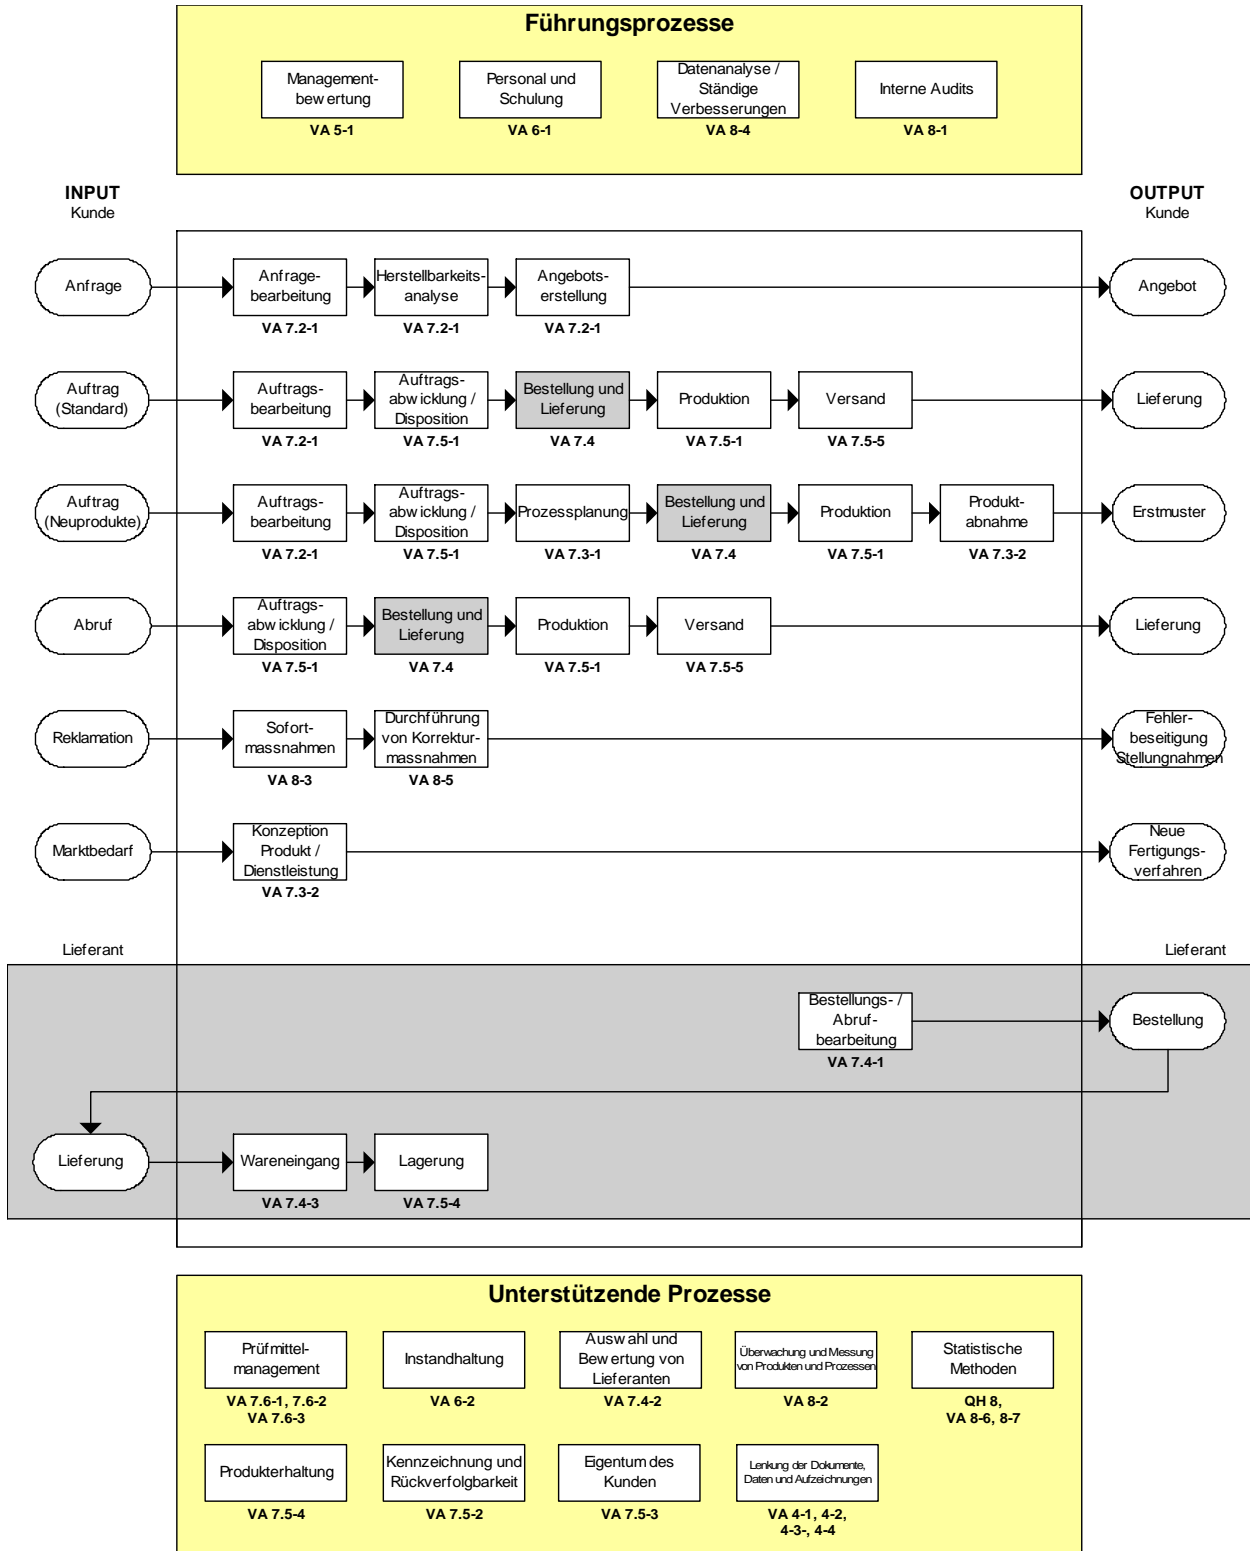 Führungsprozesse
Management-
bewertung
VA 5-1
Personal und
Schulung
VA 6-1
Datenanalyse /
Ständige
Verbesserungen
VA 8-4
Interne Audits
VA 8-1
INPUT
Kunde
OUTPUT
Kunde
Anfrage
Anfrage-
bearbeitung
VA 7.2-1
Herstellbarkeits-
analyse
VA 7.2-1
Angebots-
erstellung
VA 7.2-1
Angebot
Auftrag
(Standard)
Auftrags-
bearbeitung
VA 7.2-1
Auftrags-
abwicklung /
Disposition
VA 7.5-1
Bestellung und
Lieferung
VA 7.4
Produktion
VA 7.5-1
Versand
VA 7.5-5
Lieferung
Auftrag
(Neuprodukte)
Auftrags-
bearbeitung
VA 7.2-1
Auftrags-
abwicklung /
Disposition
VA 7.5-1
Prozessplanung
VA 7.3-1
Bestellung und
Lieferung
VA 7.4
Produktion
VA 7.5-1
Produkt-
abnahme
VA 7.3-2
Erstmuster
Abruf
Auftrags-
abwicklung /
Disposition
VA 7.5-1
Bestellung und
Lieferung
VA 7.4
Produktion
VA 7.5-1
Versand
VA 7.5-5
Lieferung
Reklamation
Sofort-
massnahmen
VA 8-3
Durchführung
von Korrektur-
massnahmen
VA 8-5
Fehler-
beseitigung
Stellungnahmen
Marktbedarf
Konzeption
Produkt /
Dienstleistung
VA 7.3-2
Neue
Fertigungs-
verfahren
Lieferant
Lieferant
Bestellungs- /
Abruf-
bearbeitung
VA 7.4-1
Bestellung
Lieferung
Wareneingang
VA 7.4-3
Lagerung
VA 7.5-4
Unterstützende Prozesse
Prüfmittel-
management
VA 7.6-1, 7.6-2
VA 7.6-3
Instandhaltung
VA 6-2
Auswahl und
Bewertung von
Lieferanten
VA 7.4-2
Überwachung und Messung
von Produkten und Prozessen
VA 8-2
Statistische
Methoden
QH 8,
VA 8-6, 8-7
Produkterhaltung
VA 7.5-4
Kennzeichnung und
Rückverfolgbarkeit
VA 7.5-2
Eigentum des
Kunden
VA 7.5-3
Lenkung der Dokumente,
Daten und Aufzeichnungen
VA 4-1, 4-2,
4-3-, 4-4